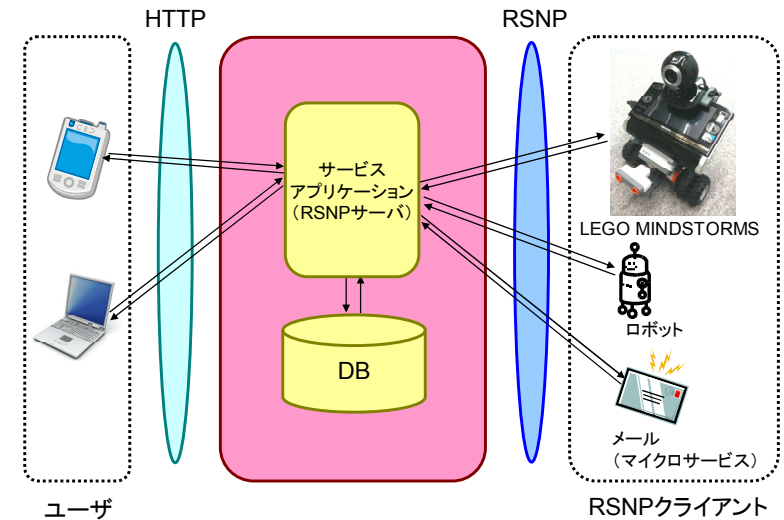 HTTP
RSNP
サービス
アプリケーション
（RSNPサーバ）
DB
LEGO MINDSTORMS
ロボット
メール
（マイクロサービス）
ユーザ
RSNPクライアント